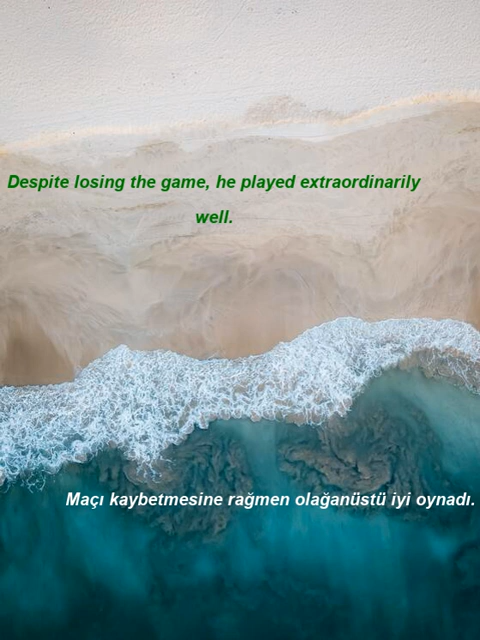 Despite losing the game, he played extraordinarily
well.
Maçı kaybetmesine rağmen olağanüstü iyi oynadı.